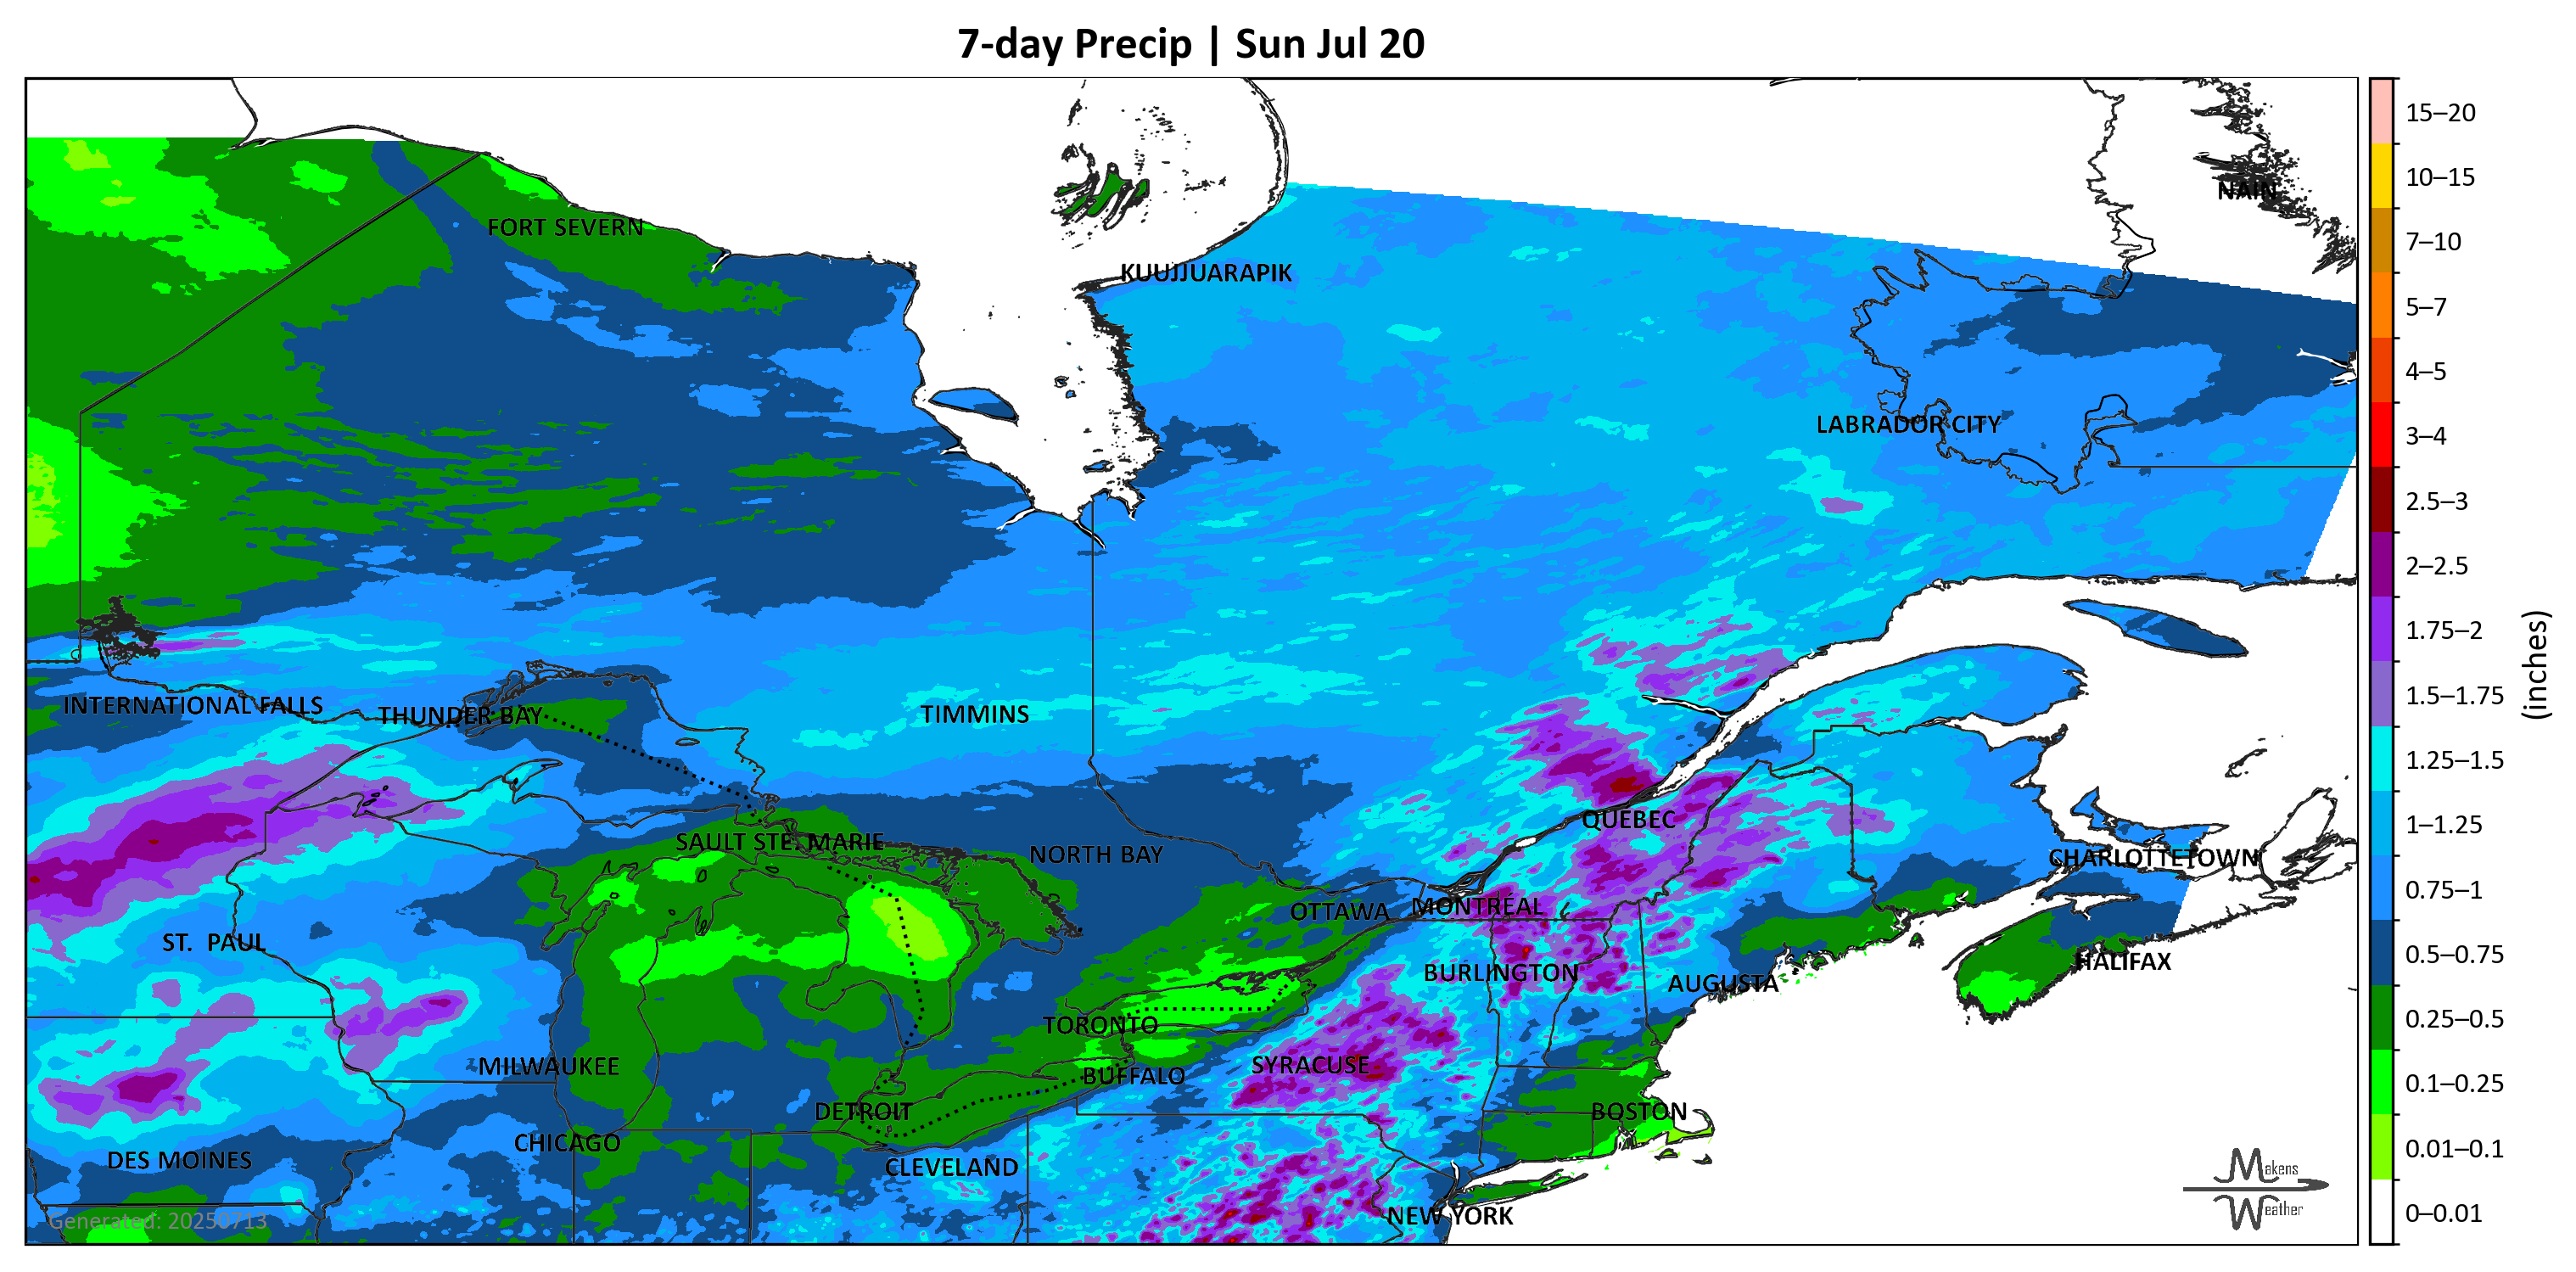 7-day Precip | Sun Jul 20
NAIN
FORT SEVERN
KUUJJUARAPIK
LABRADOR CITY
INTERNATIONAL FALLS
THUNDER BAY
TIMMINS
QUÉBEC
SAULT STE. MARIE
NORTH BAY
CHARLOTTETOWN
OTTAWA
MONTRÉAL
ST. PAUL
HALIFAX
BURLINGTON
AUGUSTA
TORONTO
MILWAUKEE
SYRACUSE
BUFFALO
DETROIT
BOSTON
CHICAGO
DES MOINES
CLEVELAND
NEW YORK
Generated: 20250713
Makens
Weather
15–20
10–15
7–10
5–7
4–5
3–4
2.5–3
2–2.5
1.75–2
1.5–1.75
1.25–1.5
1–1.25
0.75–1
0.5–0.75
0.25–0.5
0.1–0.25
0.01–0.1
0–0.01
(inches)